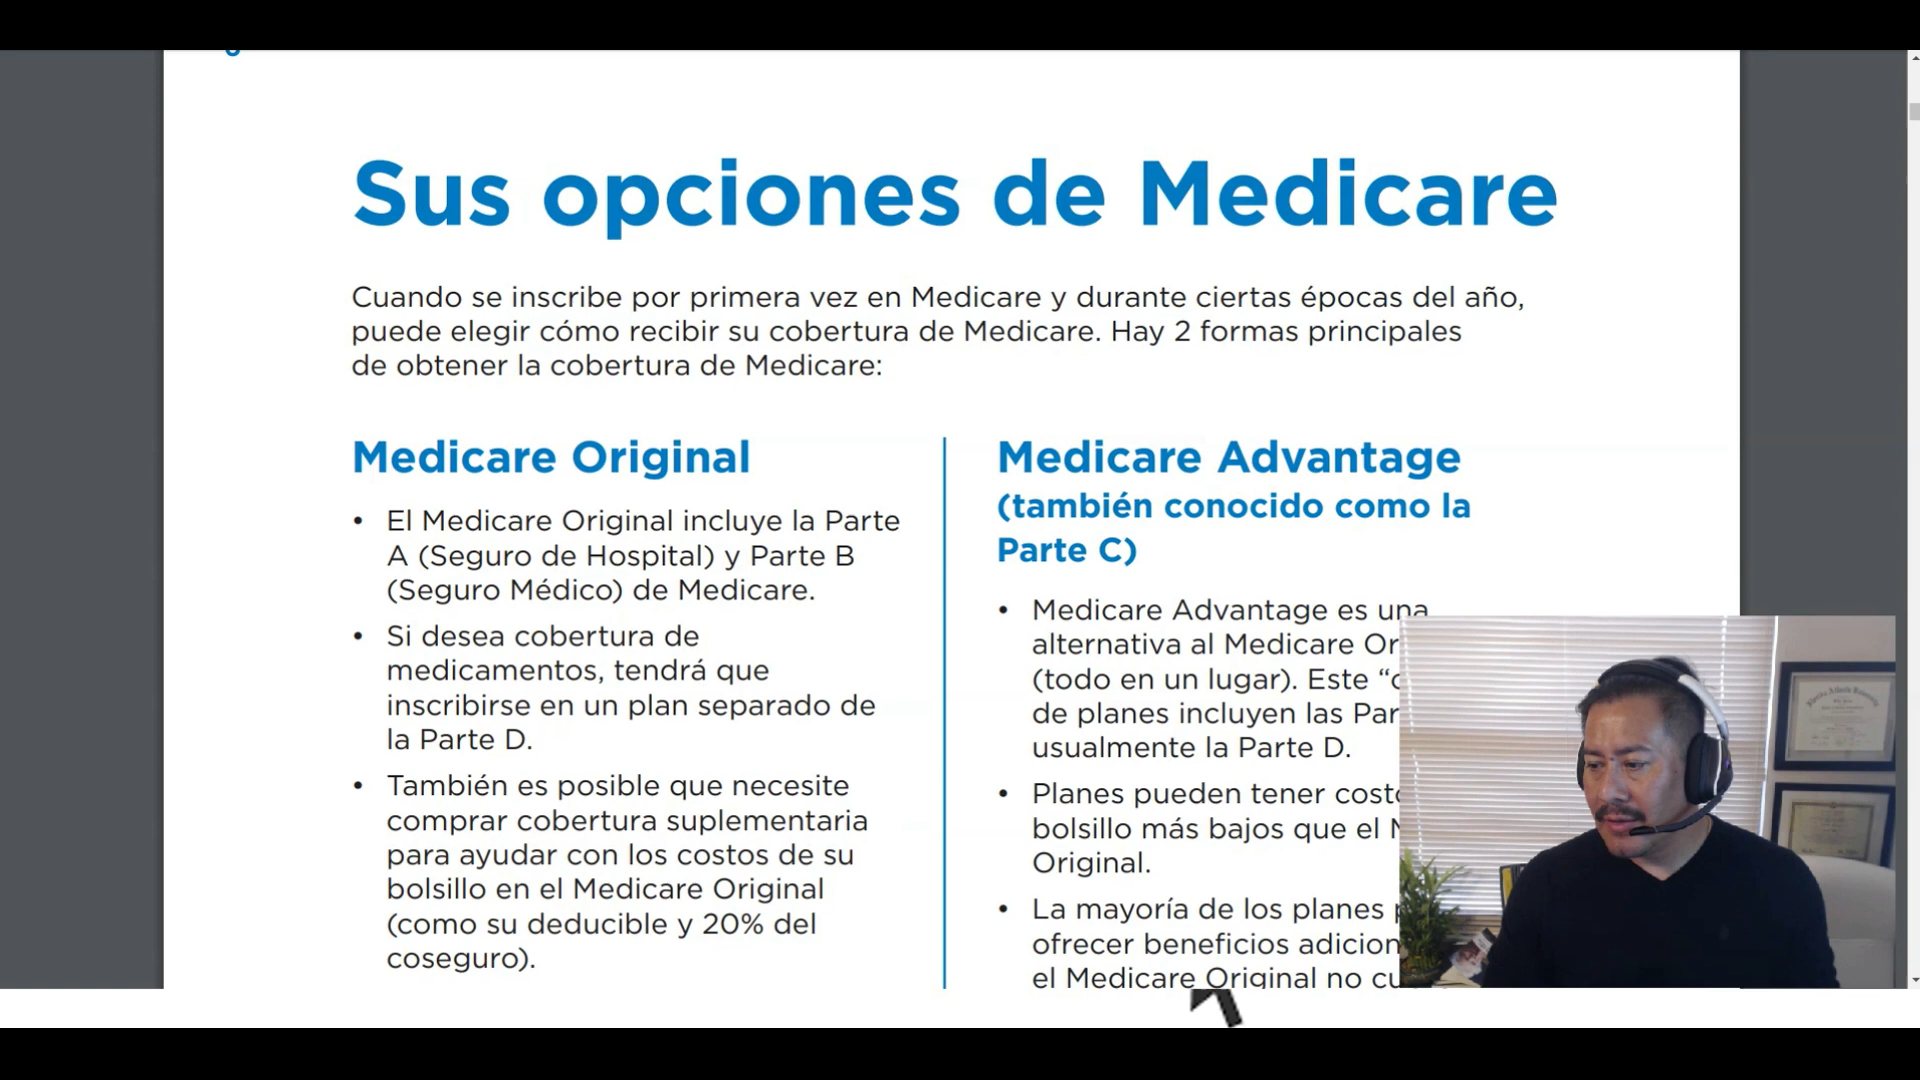 Sus opciones de Medicare
Cuando se inscribe por primera vez en Medicare y durante ciertas épocas del año,
puede elegir cómo recibir su cobertura de Medicare. Hay 2 formas principales
de obtener la cobertura de Medicare:
Medicare Original
• El Medicare Original incluye la Parte
A (Seguro de Hospital) y Parte B
(Seguro Médico) de Medicare.
• Si desea cobertura de
medicamentos, tendrá que
inscribirse en un plan separado de
la Parte D.
• También es posible que necesite
comprar cobertura suplementaria
para ayudar con los costos de su
bolsillo en el Medicare Original
(como su deducible y 20% del
coseguro).
Medicare Advantage
(también conocido como la
Parte C)
• Medicare Advantage es una
alternativa al Medicare
(todo en un lugar). Este
de planes incluyen las
usualmente la Parte D.
• Planes pueden tener
bolsillo más bajos que el
Original.
• La mayoría de los planes
ofrecer beneficios
el Medicare Original no